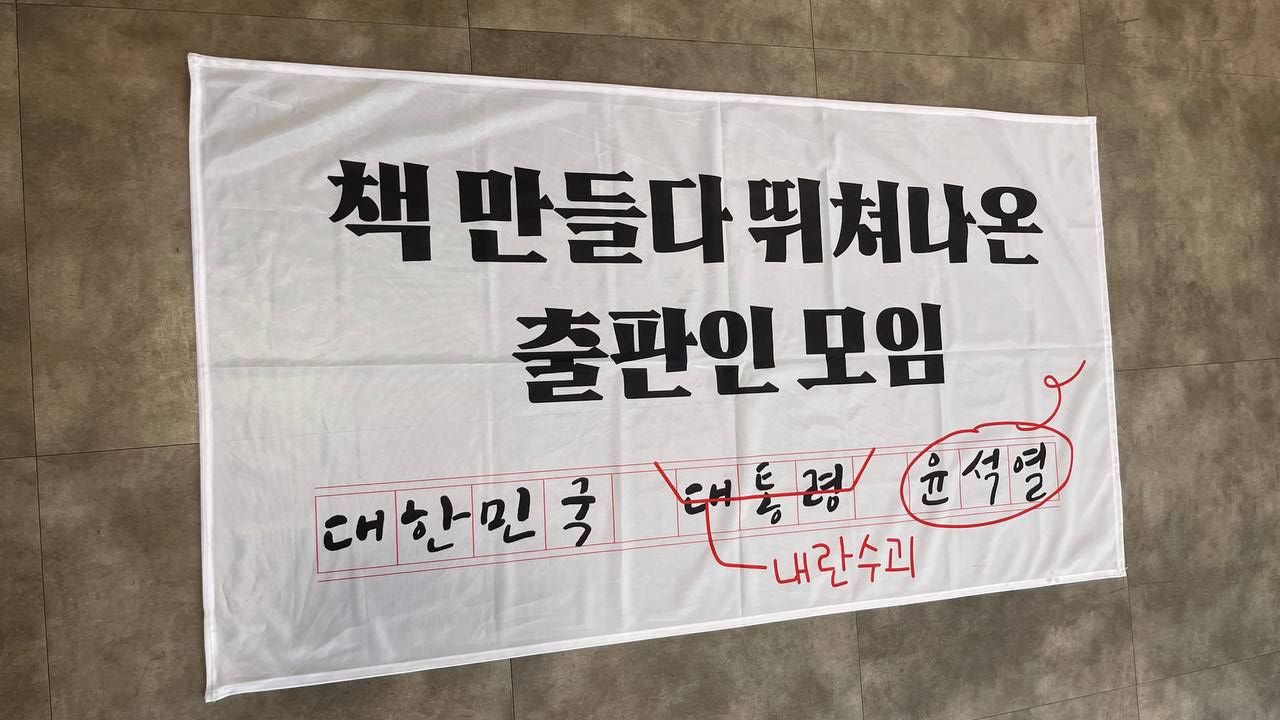 책 만들다 뛰쳐나온
출판인 모임
대한민국 대통령 윤석열
내란수괴